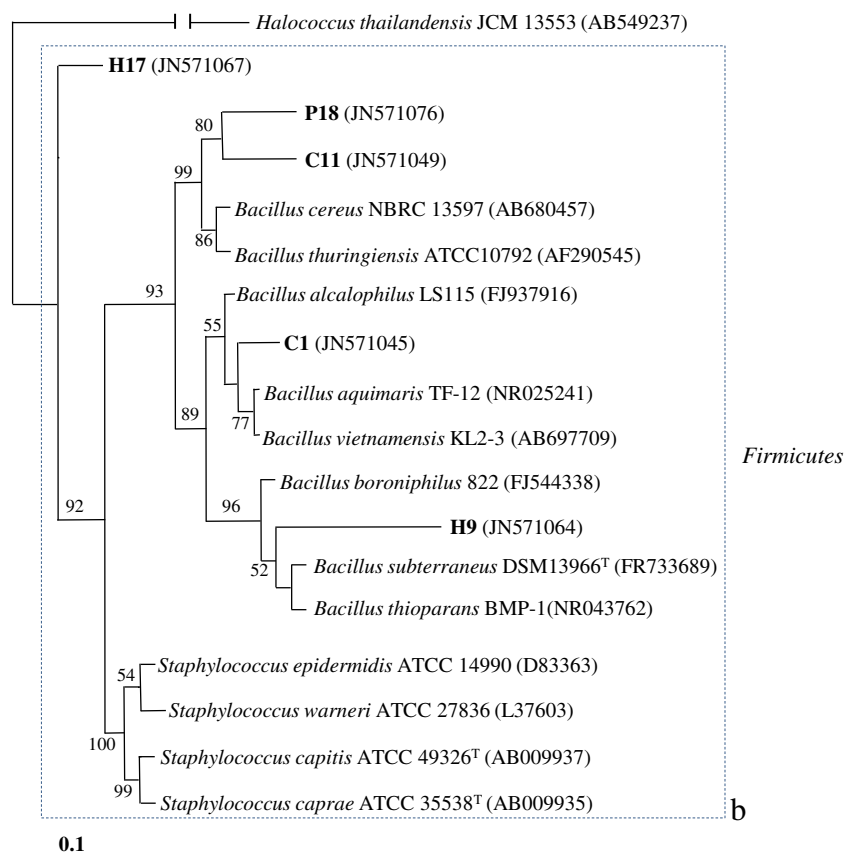 Halococcus thailandensis JCM 13553 (AB549237)
H17 (JN571067)
P18 (JN571076)
80
C11 (JN571049)
99
Bacillus cereus NBRC 13597 (AB680457)
86
Bacillus thuringiensis ATCC10792 (AF290545)
93
Bacillus alcalophilus LS115 (FJ937916)
55
C1 (JN571045)
Bacillus aquimaris TF-12 (NR025241)
89
77
Bacillus vietnamensis KL2-3 (AB697709)
Firmicutes
Bacillus boroniphilus 822 (FJ544338)
92
96
H9 (JN571064)
52
Bacillus subterraneus DSM13966ᵀ (FR733689)
Bacillus thioparans BMP-1(NR043762)
Staphylococcus epidermidis ATCC 14990 (D83363)
54
Staphylococcus warneri ATCC 27836 (L37603)
100
Staphylococcus capitis ATCC 49326ᵀ (AB009937)
99
Staphylococcus caprae ATCC 35538ᵀ (AB009935)
b
0.1